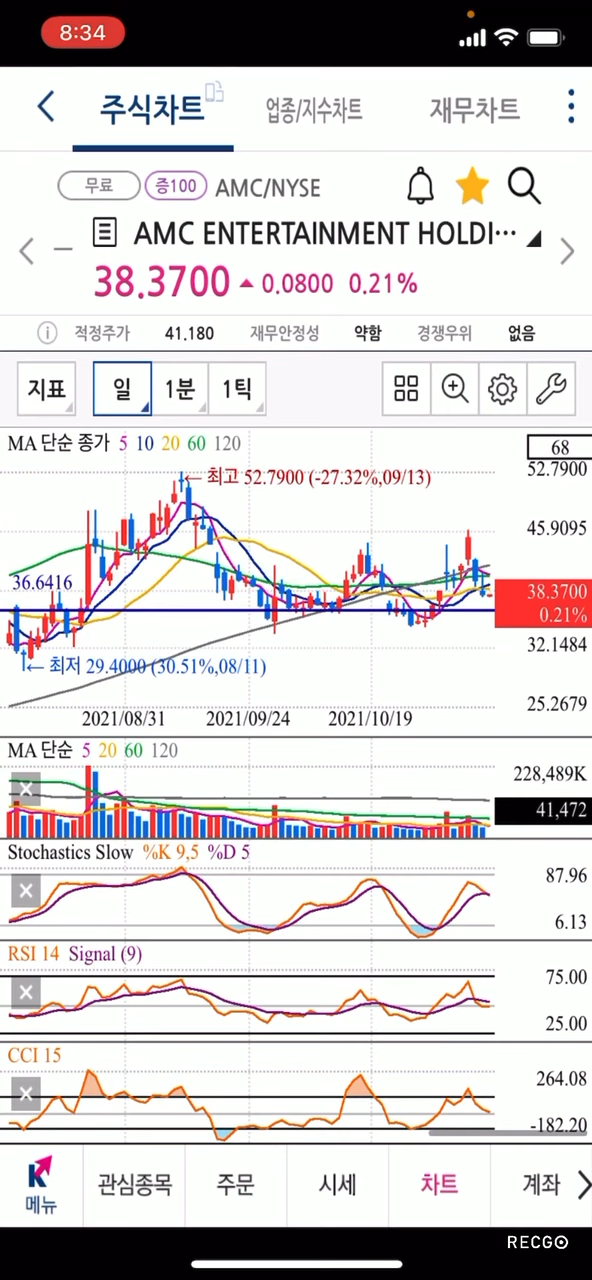 8:34
주식차트 업종/지수차트 재무차트
무료 증100 AMC/NYSE
AMC ENTERTAINMENT HOLDI···
38.3700 ▲ 0.0800 0.21%
적정주가 41.180 재무안정성 약함 경쟁우위 없음
지표 일 1분 1틱
MA 단순 종가 5 10 20 60 120
68
52.7900
←최고 52.7900 (-27.32%,09/13)
45.9095
36.6416
38.3700
0.21%
32.1484
←최저 29.4000 (30.51%,08/11)
25.2679
2021/08/31 2021/09/24 2021/10/19
MA 단순 5 20 60 120
228,489K
41,472
Stochastics Slow %K 9,5 %D 5
87.96
6.13
RSI 14 Signal (9)
75.00
25.00
CCI 15
264.08
-182.20
메뉴 관심종목 주문 시세 차트 계좌
RECGO